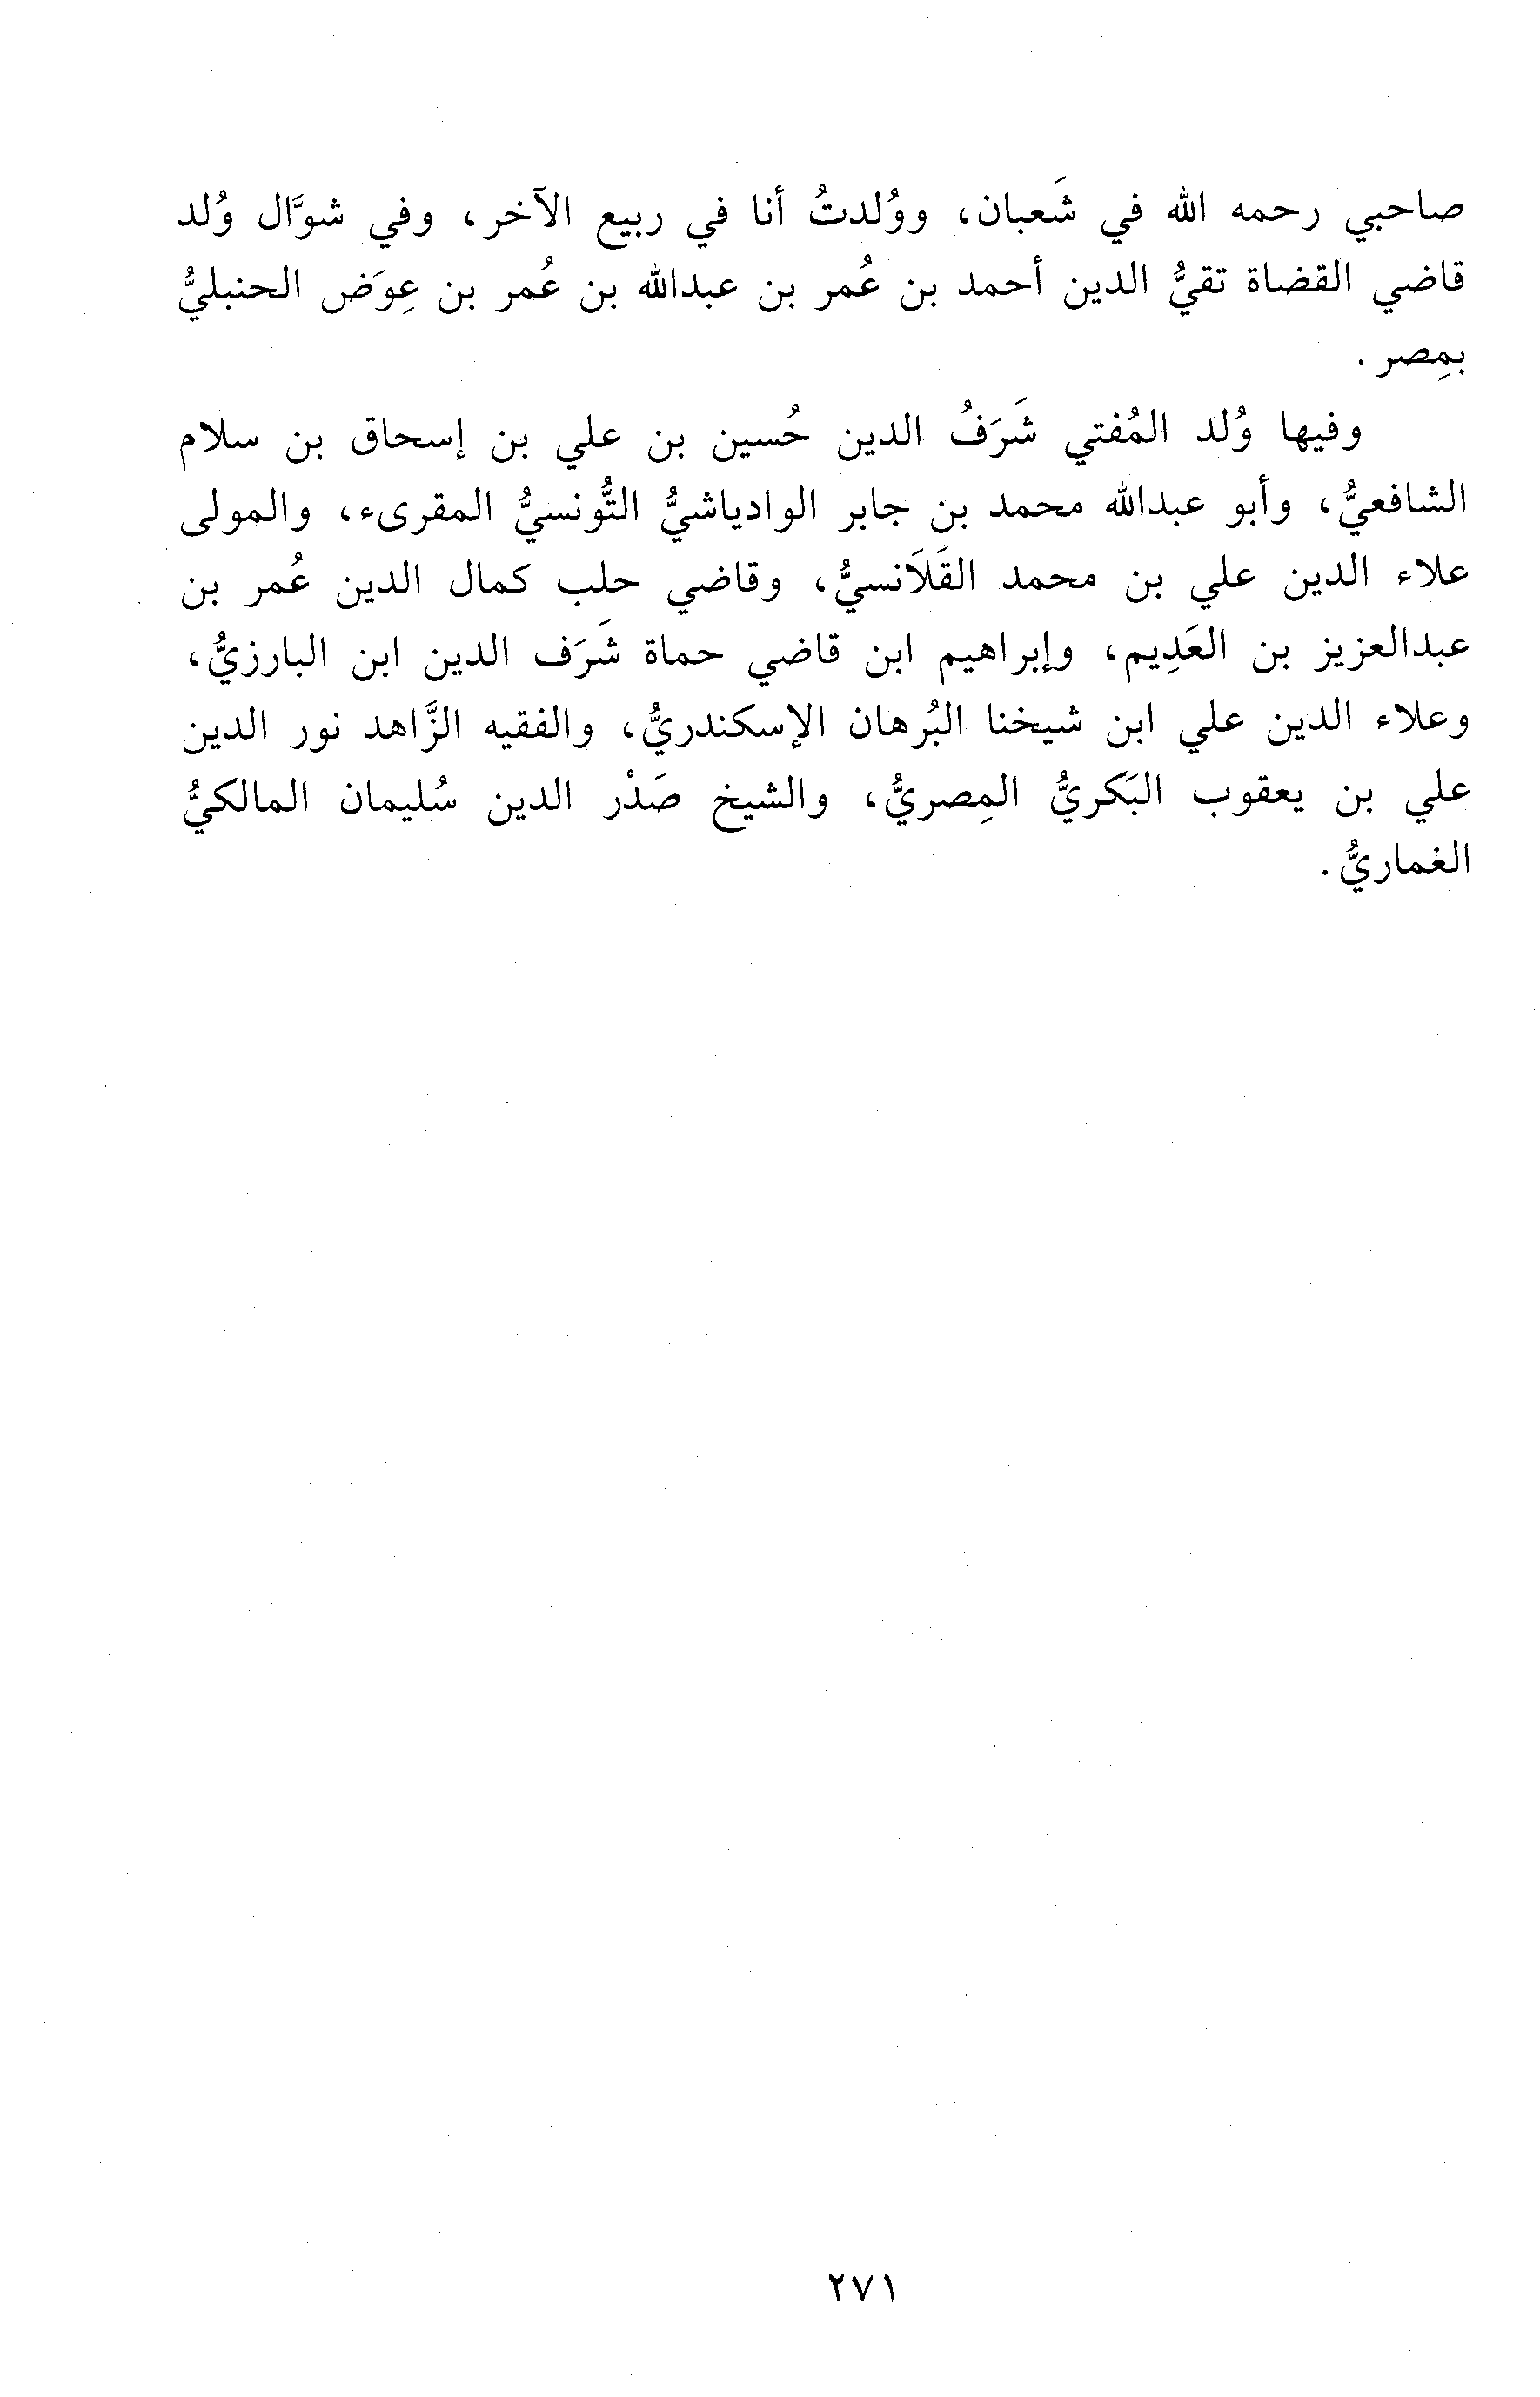 صاحبي رحمه الله في شَعبان، ووُلدتُ أنا في ربيع الآخر، وفي شوَّال وُلد
قاضي القضاة تقيُّ الدين أحمد بن عُمر بن عبدالله بن عُمر بن عِوَض الحنبليُّ
بمِصر.
وفيها وُلد المُفتي شَرَفُ الدين حُسين بن علي بن إسحاق بن سلام
الشافعيُّ، وأبو عبدالله محمد بن جابر الوادياشيُّ التُّونسيُّ المقرىء، والمولى
علاء الدين علي بن محمد القَلَانسيُّ، وقاضي حلب كمال الدين عُمر بن
عبدالعزيز بن العَدِيم، وإبراهيم ابن قاضي حماة شَرَف الدين ابن البارزيُّ،
وعلاء الدين علي ابن شيخنا البُرهان الإسكندريُّ، والفقيه الزَّاهد نور الدين
علي بن يعقوب البَكريُّ المِصريُّ، والشيخ صَدْر الدين سُليمان المالكيُّ
الغماريُّ.
٢٧١